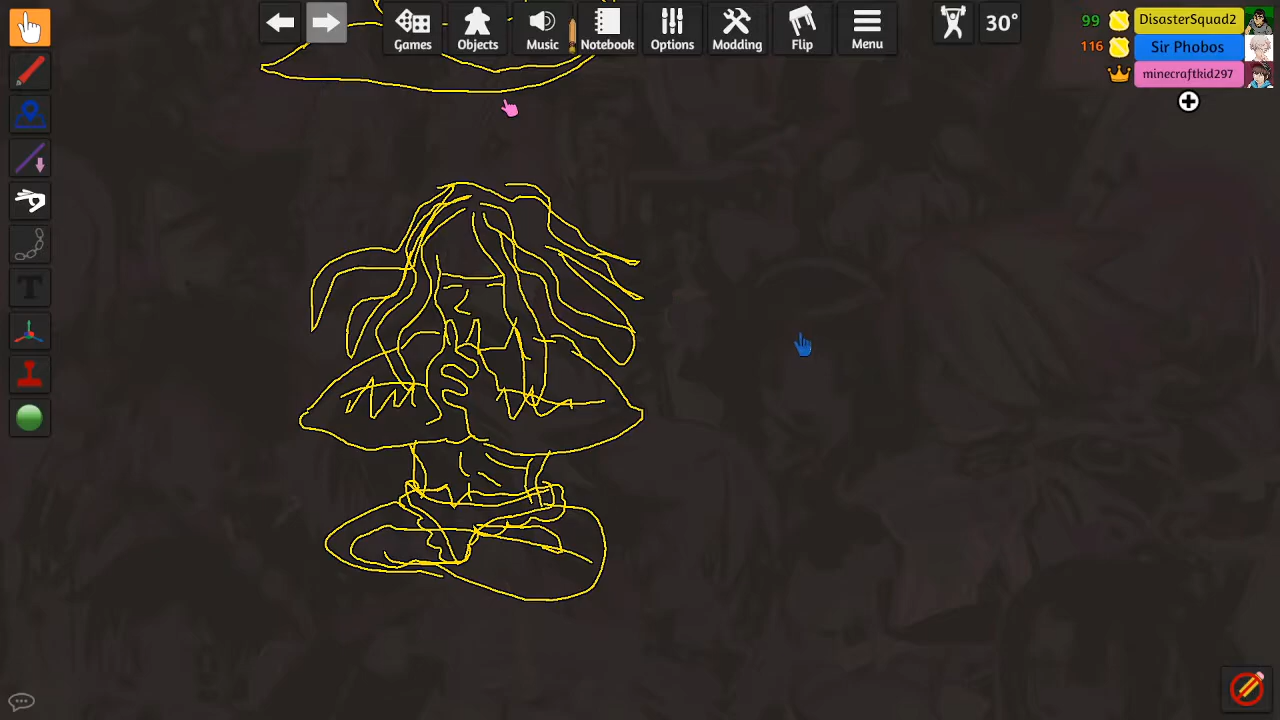 Games
Objects
Music
Notebook
Options
Modding
Flip
Menu
30°
99 DisasterSquad2
116 Sir Phobos
minecraftkid297
T